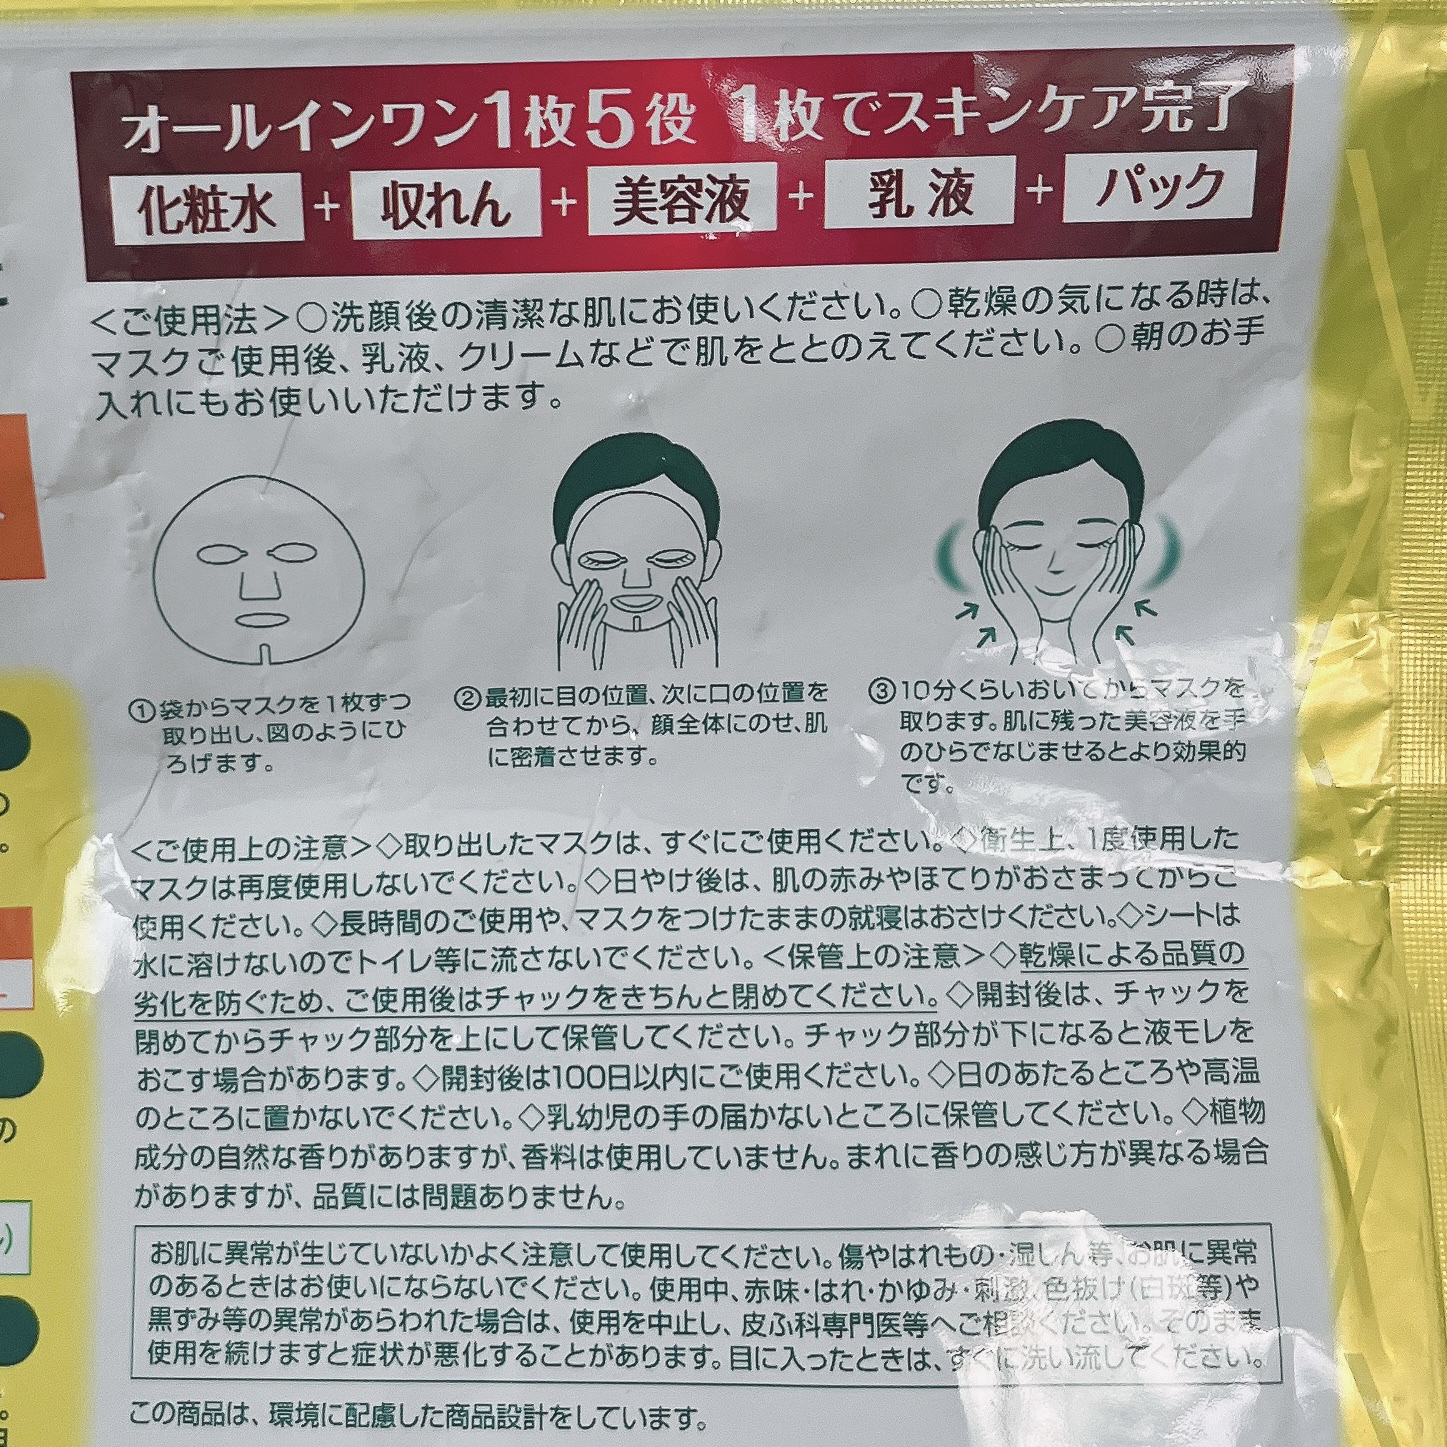 オールインワン1枚5役 1枚でスキンケア完了
化粧水 + 収れん + 美容液 + 乳液 + パック
<ご使用法>○洗顔後の清潔な肌にお使いください。○乾燥の気になる時は、
マスクご使用後、乳液、クリームなどで肌をととのえてください。○朝のお手
入れにもお使いいただけます。
①袋からマスクを1枚ずつ
取り出し、図のようにひ
ろげます。
②最初に目の位置、次に口の位置を
合わせてから、顔全体にのせ、肌
に密着させます。
③10分くらいおいてからマスクを
取ります。肌に残った美容液を手
のひらでなじませるとより効果的
です。
<ご使用上の注意>◇取り出したマスクは、すぐにご使用ください。◇衛生上、1度使用した
マスクは再度使用しないでください。◇日やけ後は、肌の赤みやほてりがおさまってからご
使用ください。◇長時間のご使用や、マスクをつけたままの就寝はおさけください。◇シートは
水に溶けないのでトイレ等に流さないでください。<保管上の注意>◇乾燥による品質の
劣化を防ぐため、ご使用後はチャックをきちんと閉めてください。◇開封後は、チャックを
閉めてからチャック部分を上にして保管してください。チャック部分が下になると液モレを
おこす場合があります。◇開封後は100日以内にご使用ください。◇日のあたるところや高温
のところに置かないでください。◇乳幼児の手の届かないところに保管してください。◇植物
成分の自然な香りがありますが、香料は使用していません。まれに香りの感じ方が異なる場合
がありますが、品質には問題ありません。
お肌に異常が生じていないかよく注意して使用してください。傷やはれもの・湿しん等、お肌に異常
のあるときはお使いにならないでください。使用中、赤味・はれ・かゆみ・刺激、色抜け(白斑等)や
黒ずみ等の異常があらわれた場合は、使用を中止し、皮ふ科専門医等へご相談ください。そのまま
使用を続けますと症状が悪化することがあります。目に入ったときは、すぐに洗い流してください。
この商品は、環境に配慮した商品設計をしています。